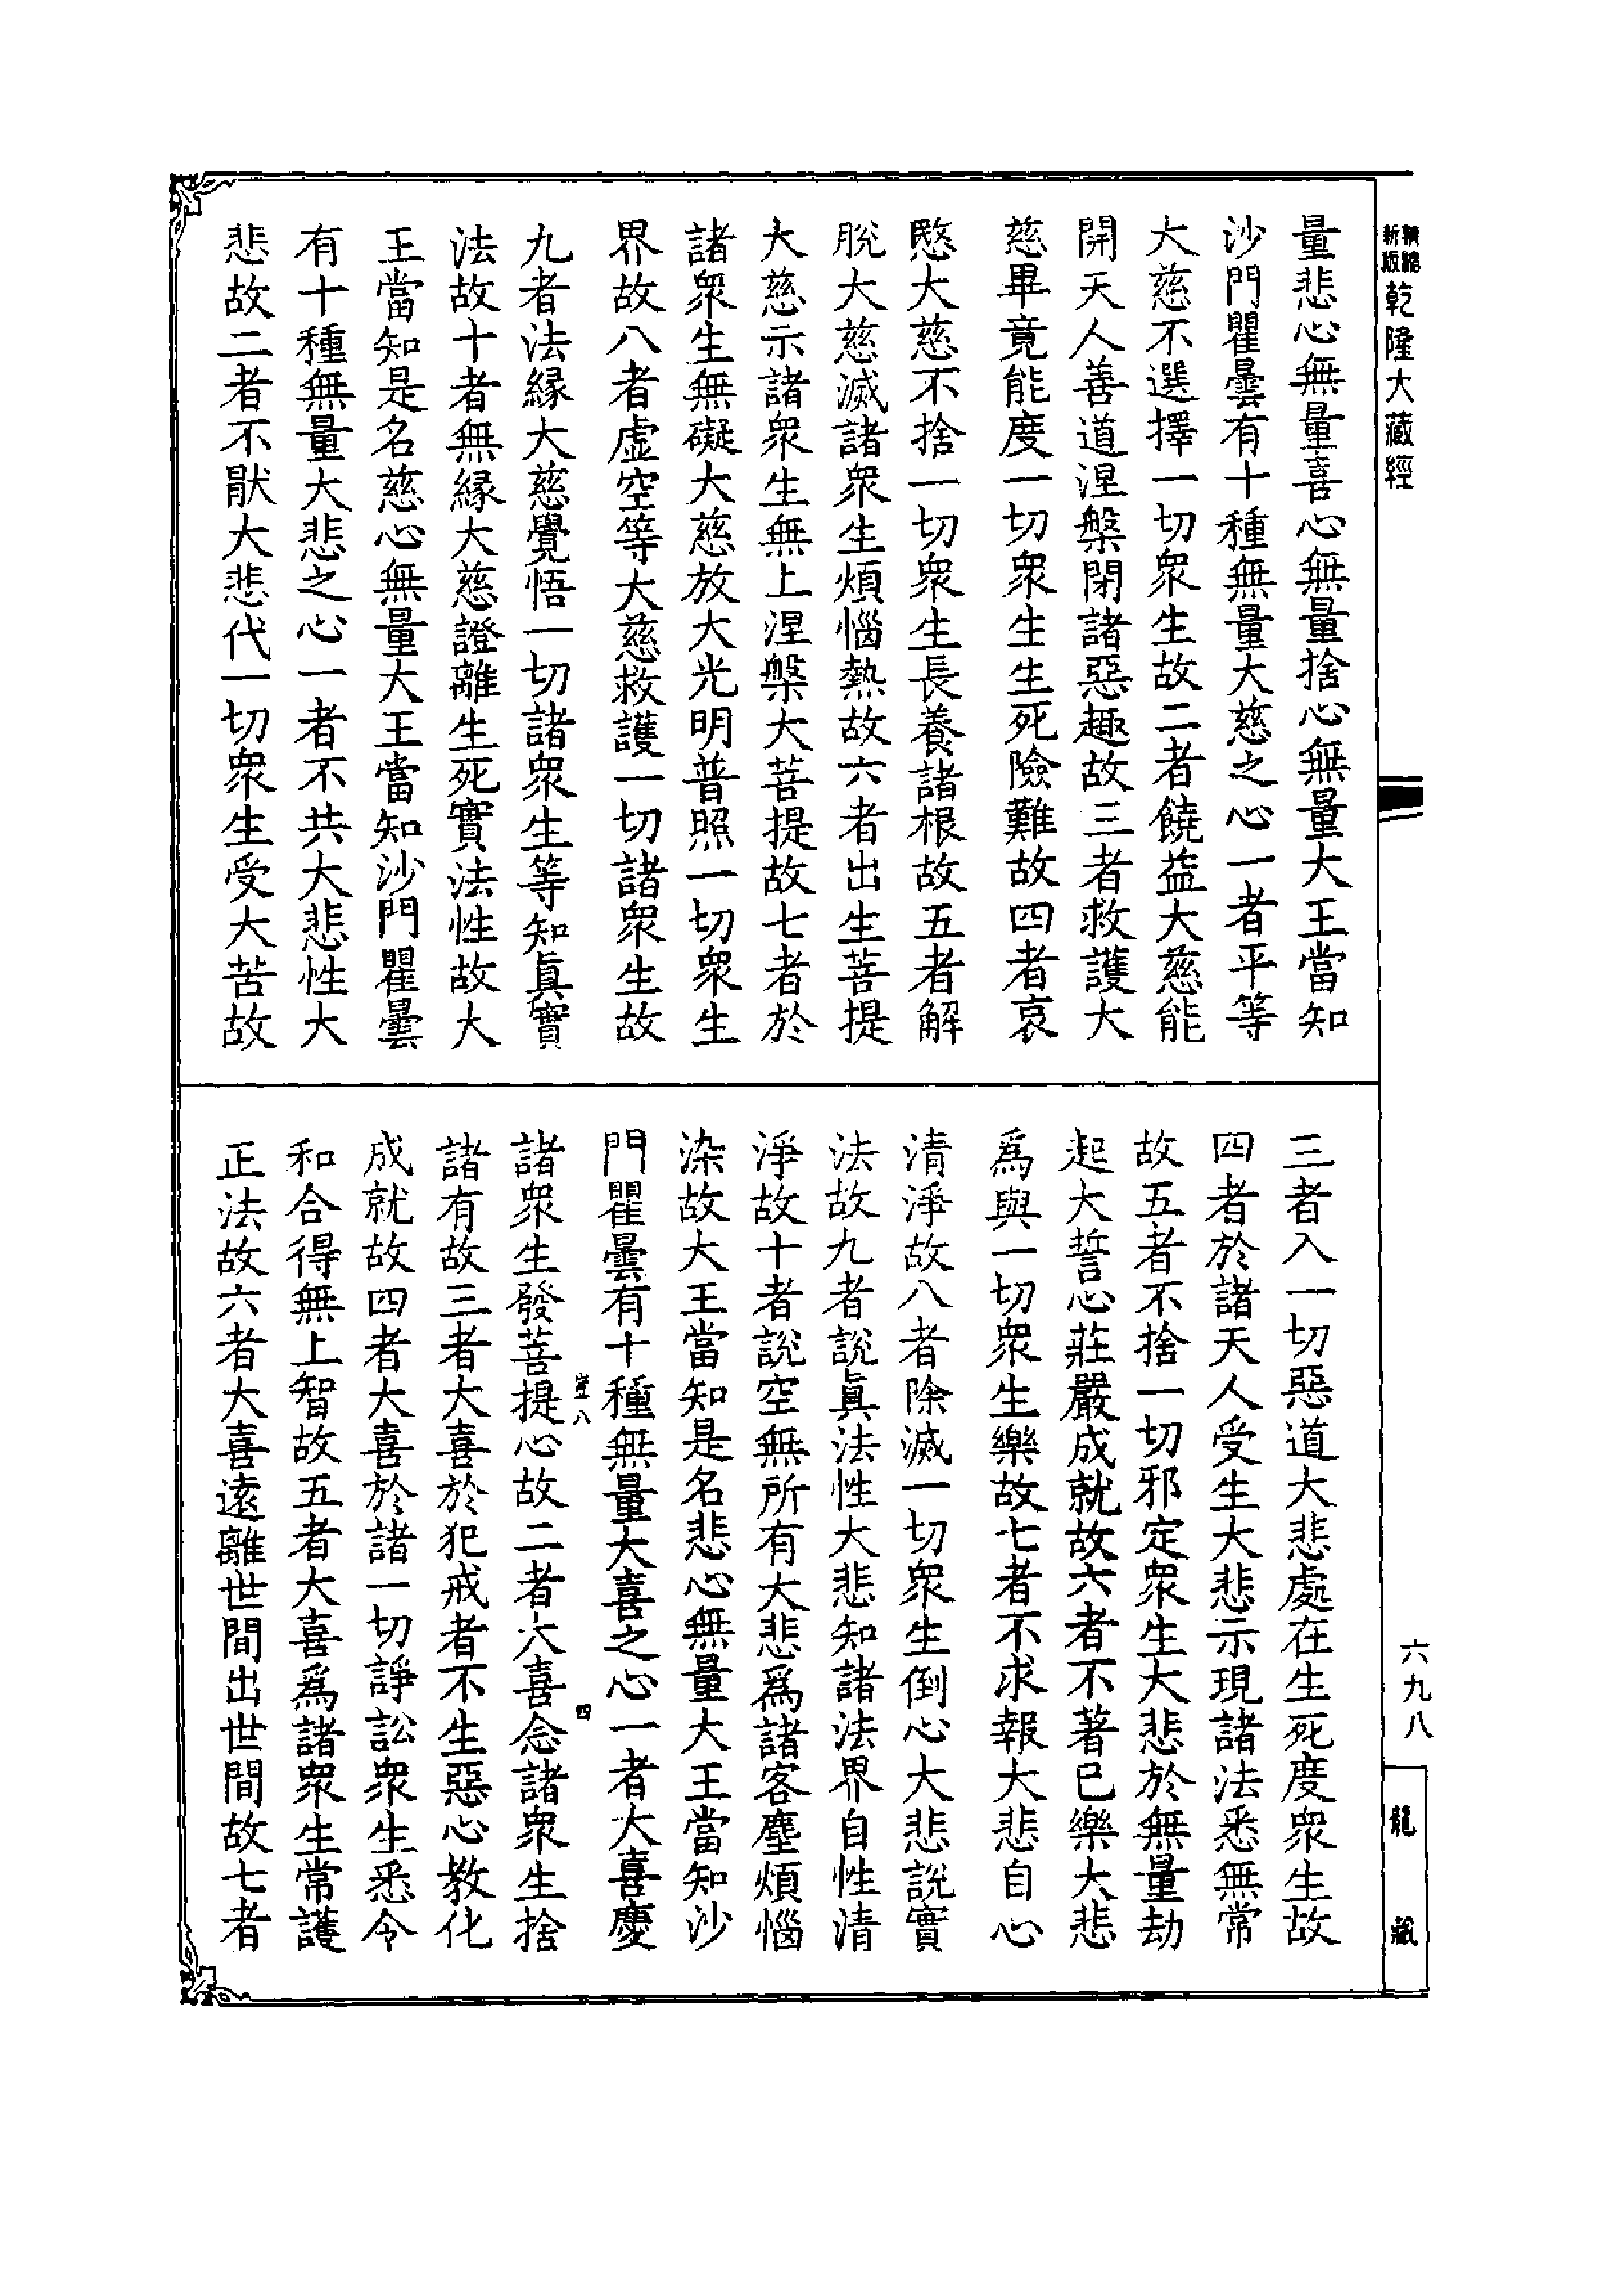 精縮
新版
乾隆大藏經
量悲心無量喜心無量捨心無量大王當知
沙門瞿曇有十種無量大慈之心一者平等
大慈不選擇一切衆生故二者饒益大慈能
開天人善道涅槃閉諸惡趣故三者救護大
慈畢竟能度一切衆生生死險難故四者哀
愍大慈不捨一切衆生長養諸根故五者解
脫大慈滅諸衆生煩惱熱故六者出生菩提
大慈示諸衆生無上涅槃大菩提故七者於
諸衆生無礙大慈放大光明普照一切衆生
界故八者虛空等大慈救護一切諸衆生故
九者法緣大慈覺悟一切諸衆生等知眞實
法故十者無緣大慈證離生死實法性故大
王當知是名慈心無量大王當知沙門瞿曇
有十種無量大悲之心一者不共大悲性大
悲故二者不猒大悲代一切衆生受大苦故
三者入一切惡道大悲處在生死度衆生故
四者於諸天人受生大悲示現諸法悉無常
故五者不捨一切邪定衆生大悲於無量劫
起大誓心莊嚴成就故六者不著已樂大悲
爲與一切衆生樂故七者不求報大悲自心
清淨故八者除滅一切衆生倒心大悲說實
法故九者說眞法性大悲知諸法界自性清
淨故十者說空無所有大悲爲諸客塵煩惱
染故大王當知是名悲心無量大王當知沙
門瞿曇有十種無量大喜之心一者大喜慶
八 四
諸衆生發菩提心故二者大喜念諸衆生捨
諸有故三者大喜於犯戒者不生惡心教化
成就故四者大喜於諸一切諍訟衆生悉令
和合得無上智故五者大喜爲諸衆生常護
正法故六者大喜遠離世間出世間故七者
六九八
龍藏